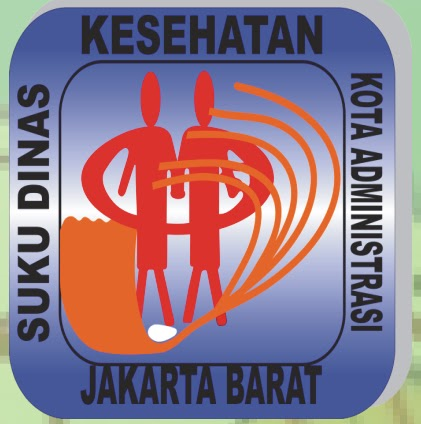 SUKU DINAS
KESEHATAN
KOTA ADMINISTRASI
JAKARTA BARAT